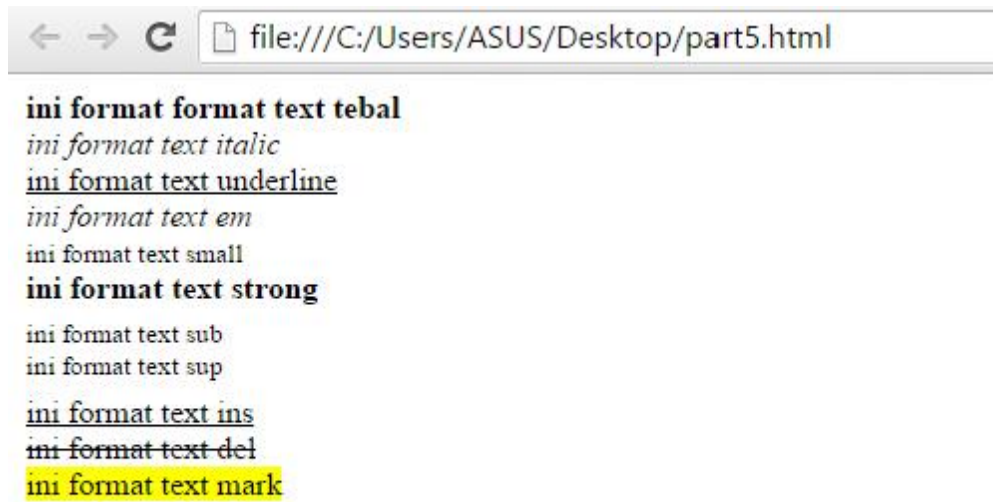 file:///C:/Users/ASUS/Desktop/part5.html
ini format format text tebal
ini format text italic
ini format text underline
ini format text em
ini format text small
ini format text strong
ini format text sub
ini format text sup
ini format text ins
ini format text del
ini format text mark